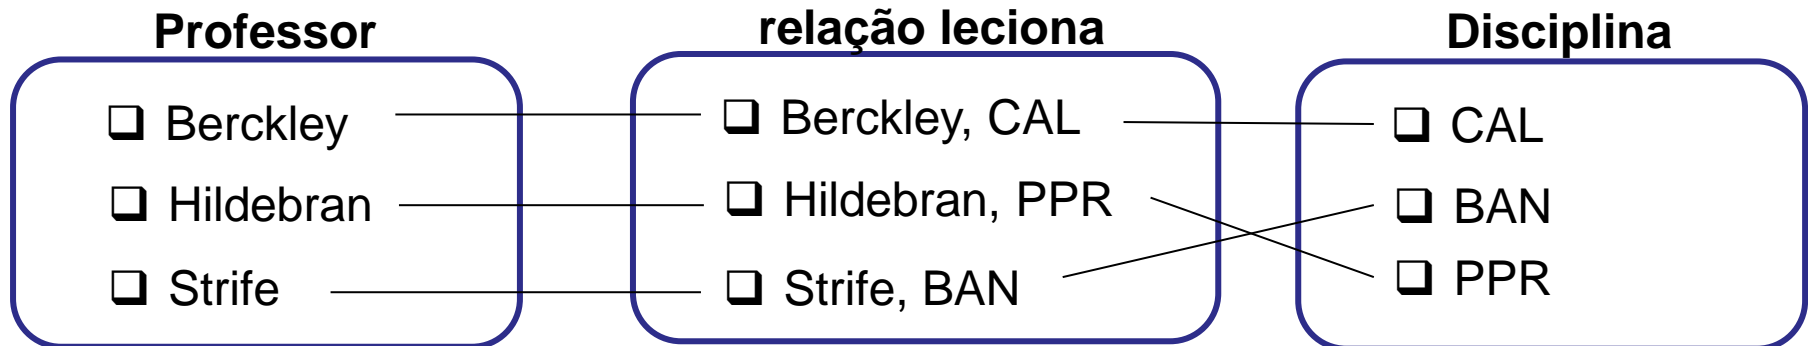 Professor
relação leciona
Disciplina
Berckley
Hildebran
Strife
Berckley, CAL
Hildebran, PPR
Strife, BAN
CAL
BAN
PPR